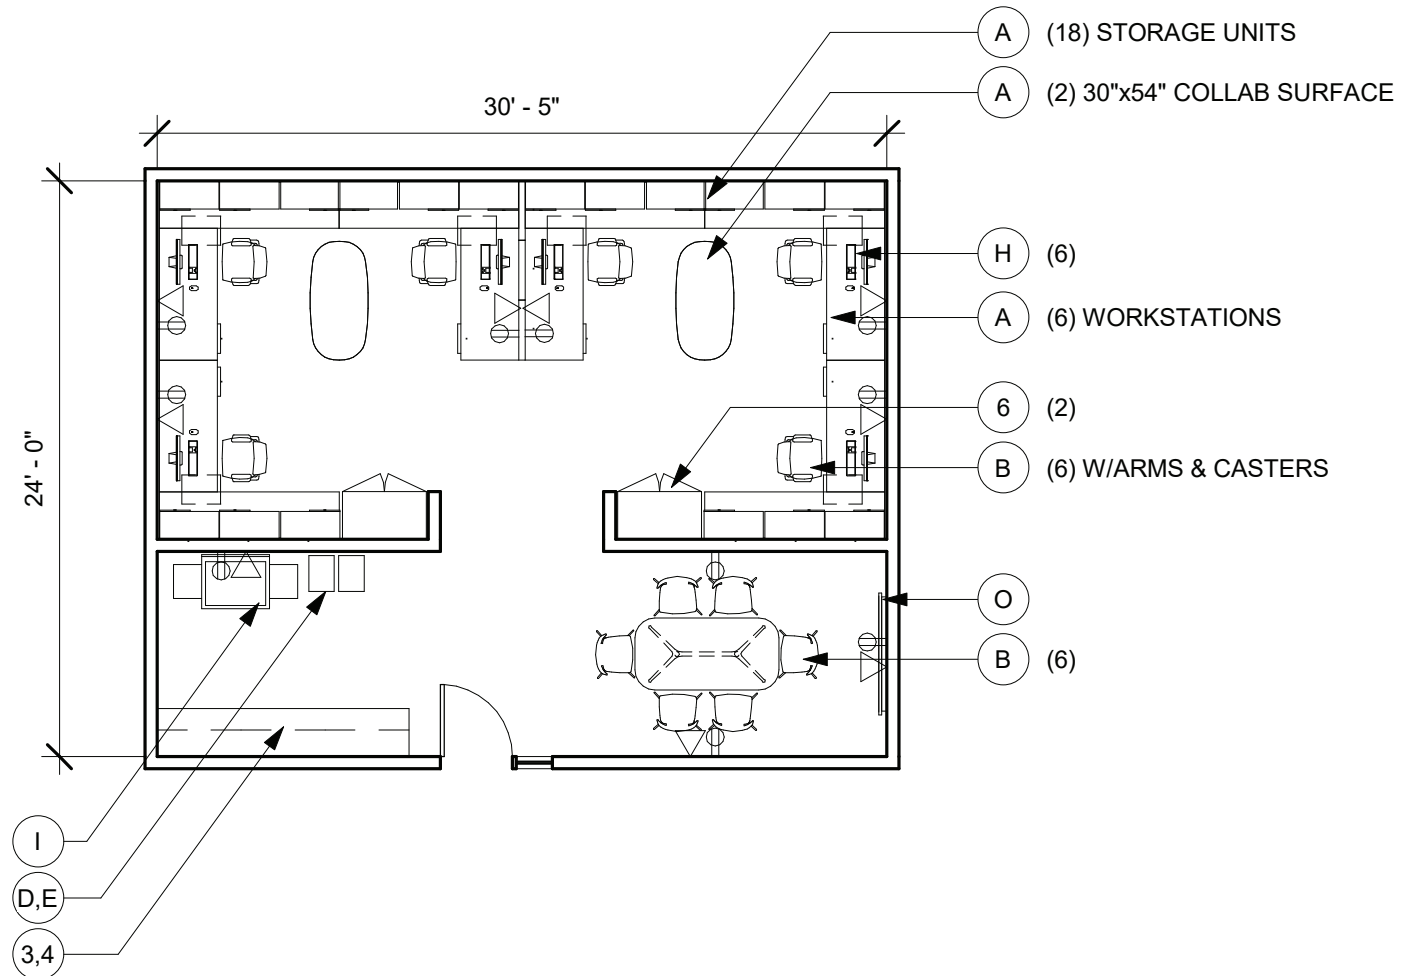 A (18) STORAGE UNITS
A (2) 30"x54" COLLAB SURFACE
30' - 5"
H (6)
A (6) WORKSTATIONS
6 (2)
B (6) W/ARMS & CASTERS
24' - 0"
O
B (6)
I
D,E
3,4